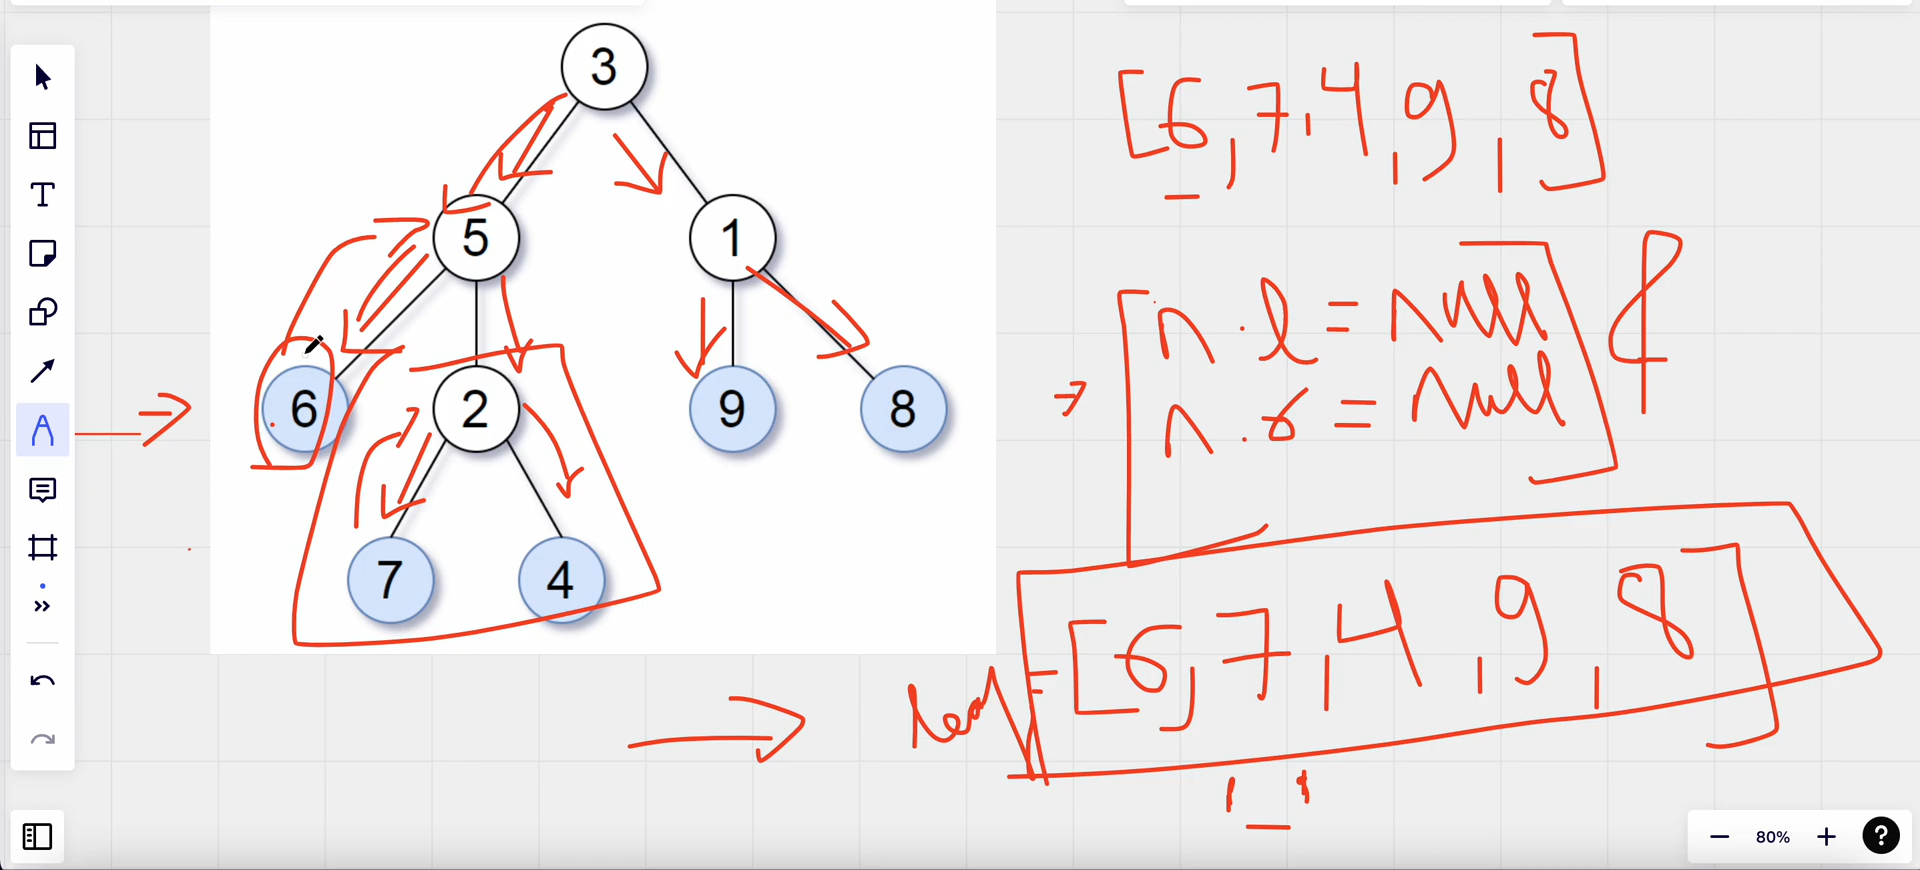 3
5 1
6 2 9 8
7 4
[6,7,4,9,8]
n.l = null
n.r = null
leaf = [6,7,4,9,8]
T
80%
?